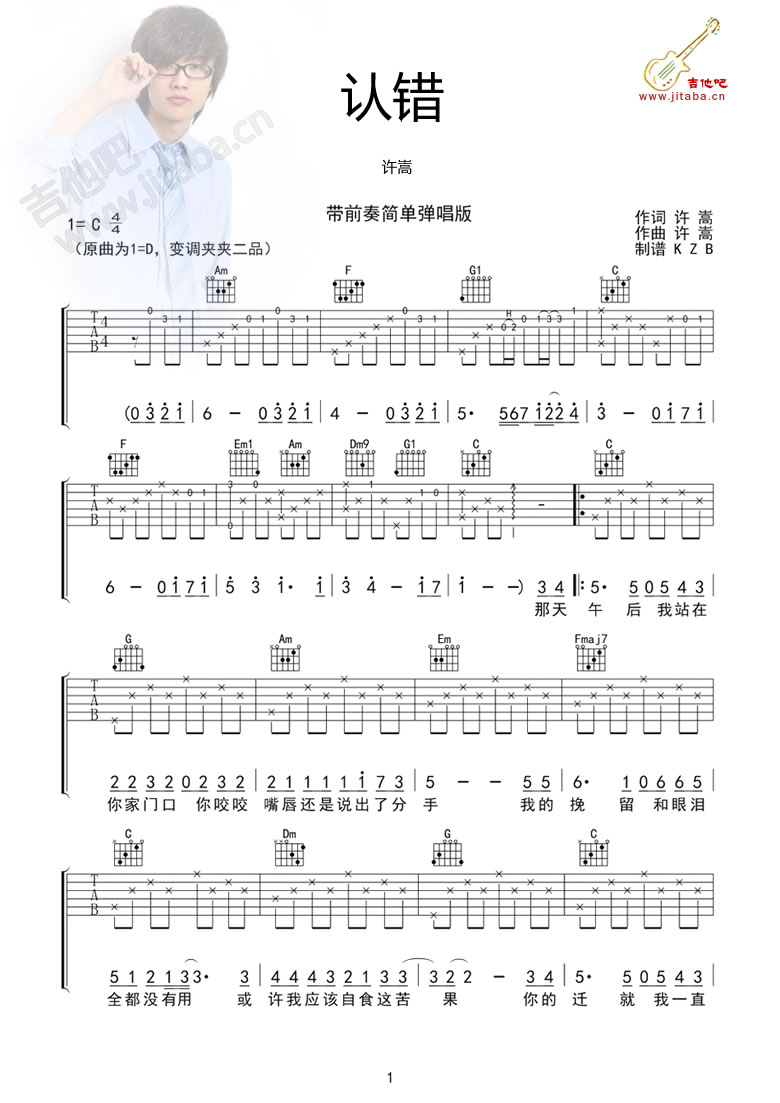 认错
吉他吧
www.jitaba.cn
许嵩
吉他吧
www.jitaba.cn
带前奏简单弹唱版
1= C 4/4
（原曲为1=D，变调夹夹二品）
作词 许 嵩
作曲 许 嵩
制谱 K Z B
Am F G1 C
T A B 4 4
(0 3 2 1 | 6 - 0 3 2 1 | 4 - 0 3 2 1 | 5· 567 1224 | 3 - 0 1 7 1
F Em1 Am Dm9 G1 C C
T A B
6 - 0 1 7 1 | 5 3 1· 1 | 3 4 1 7 1 | 1 - -) 3 4 ‖: 5· 5 0 5 4 3
那天 午 后 我站在
G Am Em Fmaj7
T A B
2 2 3 2 0 2 3 2 | 2 1 1 1 1 1 7 3 | 5 - - 5 5 | 6· 1 0 6 6 5
你家门口 你咬咬 嘴唇还是说出了分 手 我的 挽 留 和眼泪
C Dm G C
T A B
5 1 2 1 3 3· 3 | 4 4 4 3 2 1 3 3 | 3 2 2 - 3 4 | 5· 5 0 5 4 3
全都没有用 或 许我应该自食这苦 果 你的 迁 就 我一直
1